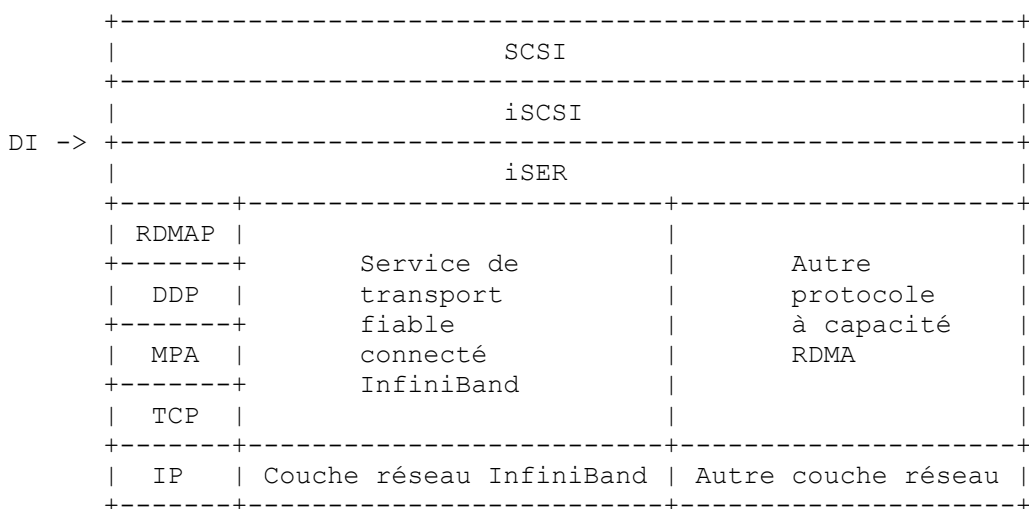 SCSI
iSCSI
DI ->
iSER
RDMAP
DDP
MPA
TCP
Service de
transport
fiable
connecté
InfiniBand
Autre
protocole
à capacité
RDMA
IP
Couche réseau InfiniBand
Autre couche réseau